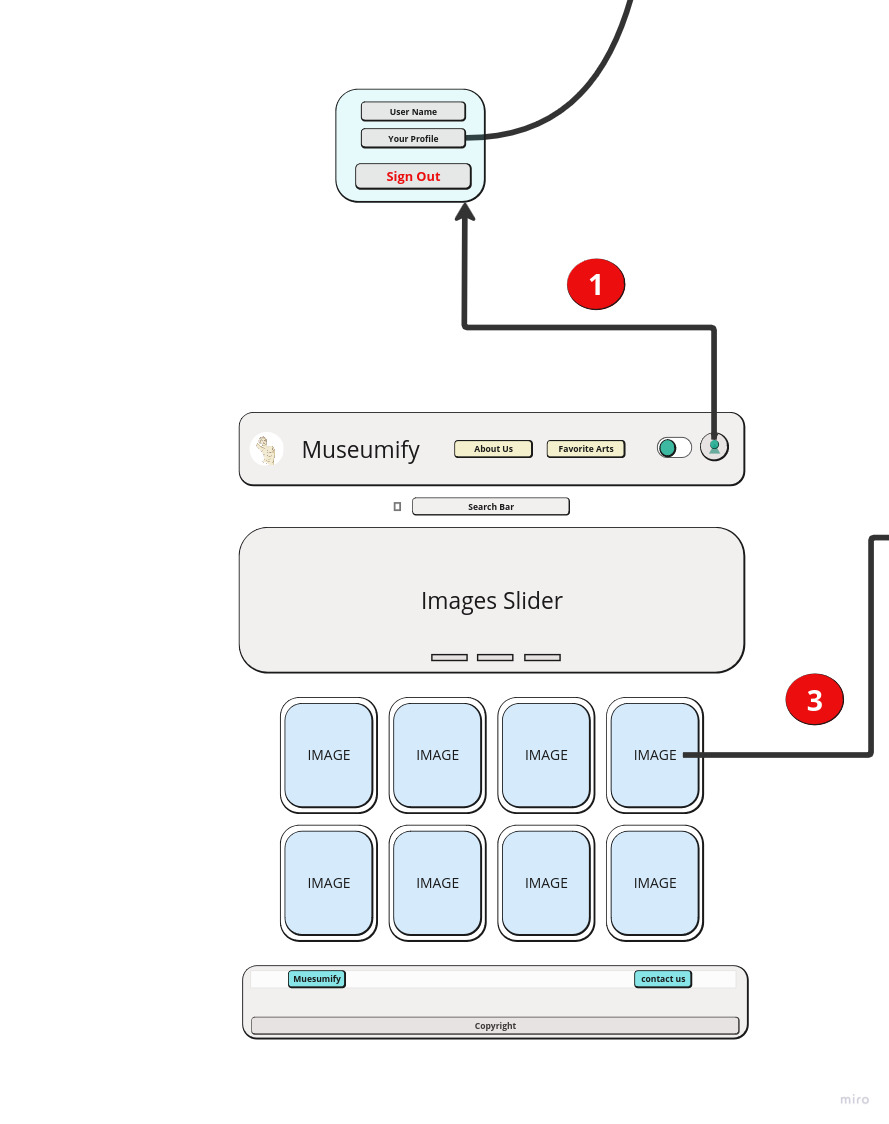 User Name
Your Profile
Sign Out
1
Museumify
About Us
Favorite Arts
Search Bar
Images Slider
3
IMAGE
IMAGE
IMAGE
IMAGE
IMAGE
IMAGE
IMAGE
IMAGE
Muesumify
contact us
Copyright
miro